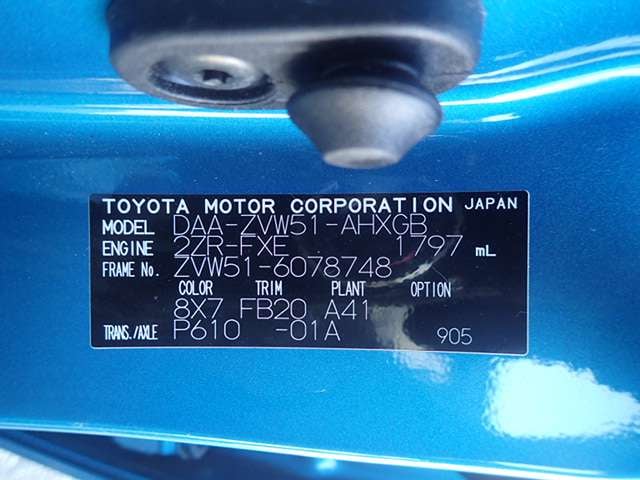 TOYOTA MOTOR CORPORATION JAPAN
MODEL DAA-ZVW51-AHXGB
ENGINE 2ZR-FXE 1797 mL
FRAME No. ZVW51-6078748
COLOR TRIM PLANT OPTION
8X7 FB20 A41
TRANS./AXLE P610 -01A 905